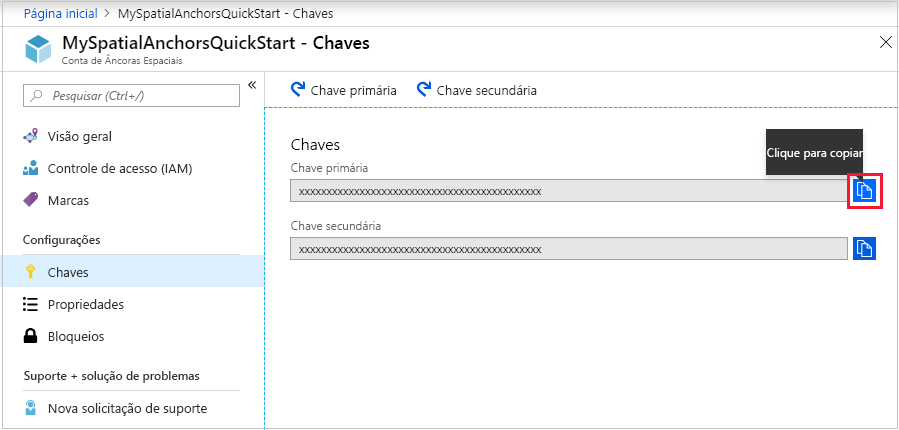 Página inicial > MySpatialAnchorsQuickStart - Chaves
MySpatialAnchorsQuickStart - Chaves
Conta de Âncoras Espaciais
Pesquisar (Ctrl+/)
«
Visão geral
Controle de acesso (IAM)
Marcas
Configurações
Chaves
Propriedades
Bloqueios
Suporte + solução de problemas
Nova solicitação de suporte
Chave primária Chave secundária
Chaves
Clique para copiar
Chave primária
xxxxxxxxxxxxxxxxxxxxxxxxxxxxxxxxxxxxxxxxxxxx
Chave secundária
xxxxxxxxxxxxxxxxxxxxxxxxxxxxxxxxxxxxxxxxxxxx